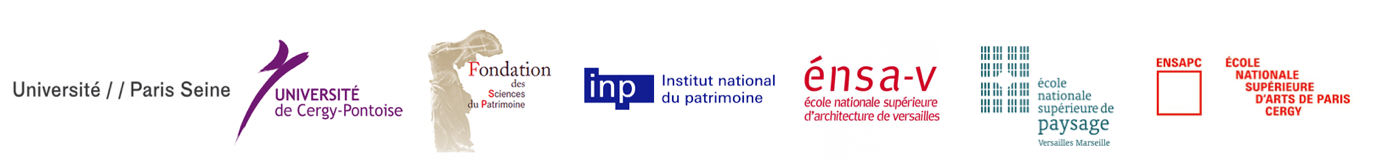 Université // Paris Seine
UNIVERSITÉ
de Cergy-Pontoise
Fondation
des
Sciences
du Patrimoine
inp
Institut national
du patrimoine
énsa-v
école nationale supérieure
d'architecture de versailles
école
nationale
supérieure de
paysage
Versailles Marseille
ENSAPC
ÉCOLE
NATIONALE
SUPÉRIEURE
D'ARTS DE PARIS
CERGY